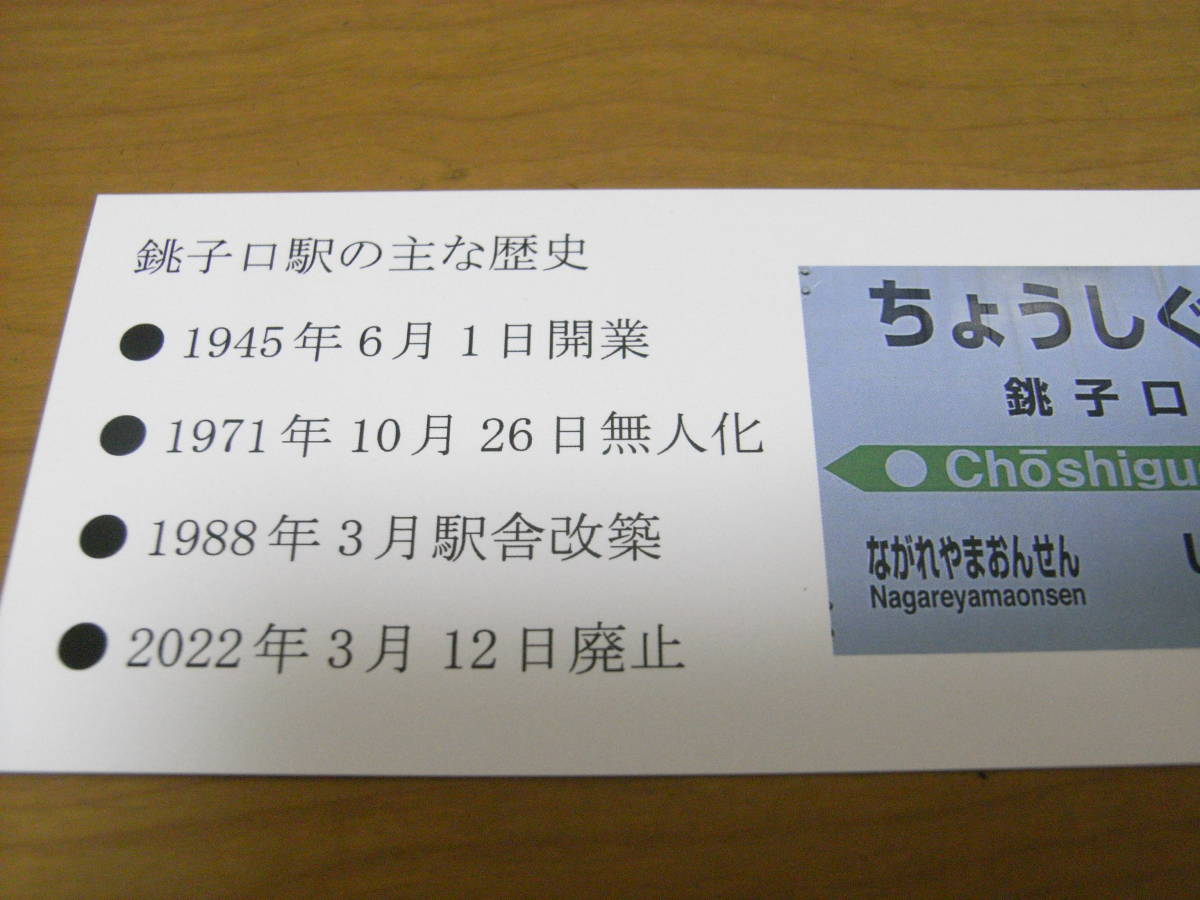 銚子口駅の主な歴史
●1945年6月1日開業
●1971年10月26日無人化
●1988年3月駅舎改築
●2022年3月12日廃止
ちょうしぐ
銚子口
Chōshigu
ながれやまおんせん
Nagareyamaonsen